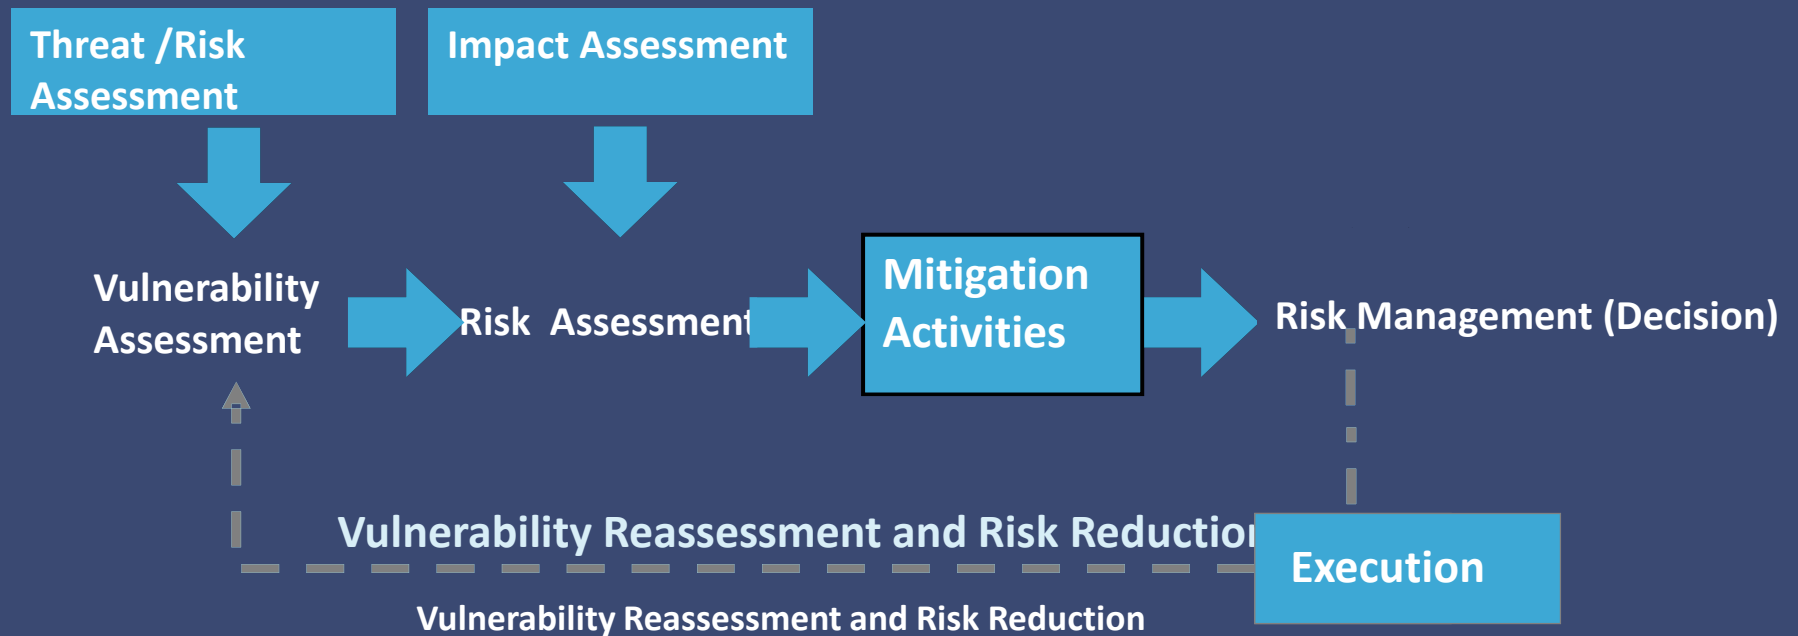 Threat /Risk
Assessment
Impact Assessment
Vulnerability
Assessment
Risk  Assessment
Mitigation
Activities
Risk Management (Decision)
Vulnerability Reassessment and Risk Reduction
Execution
Vulnerability Reassessment and Risk Reduction